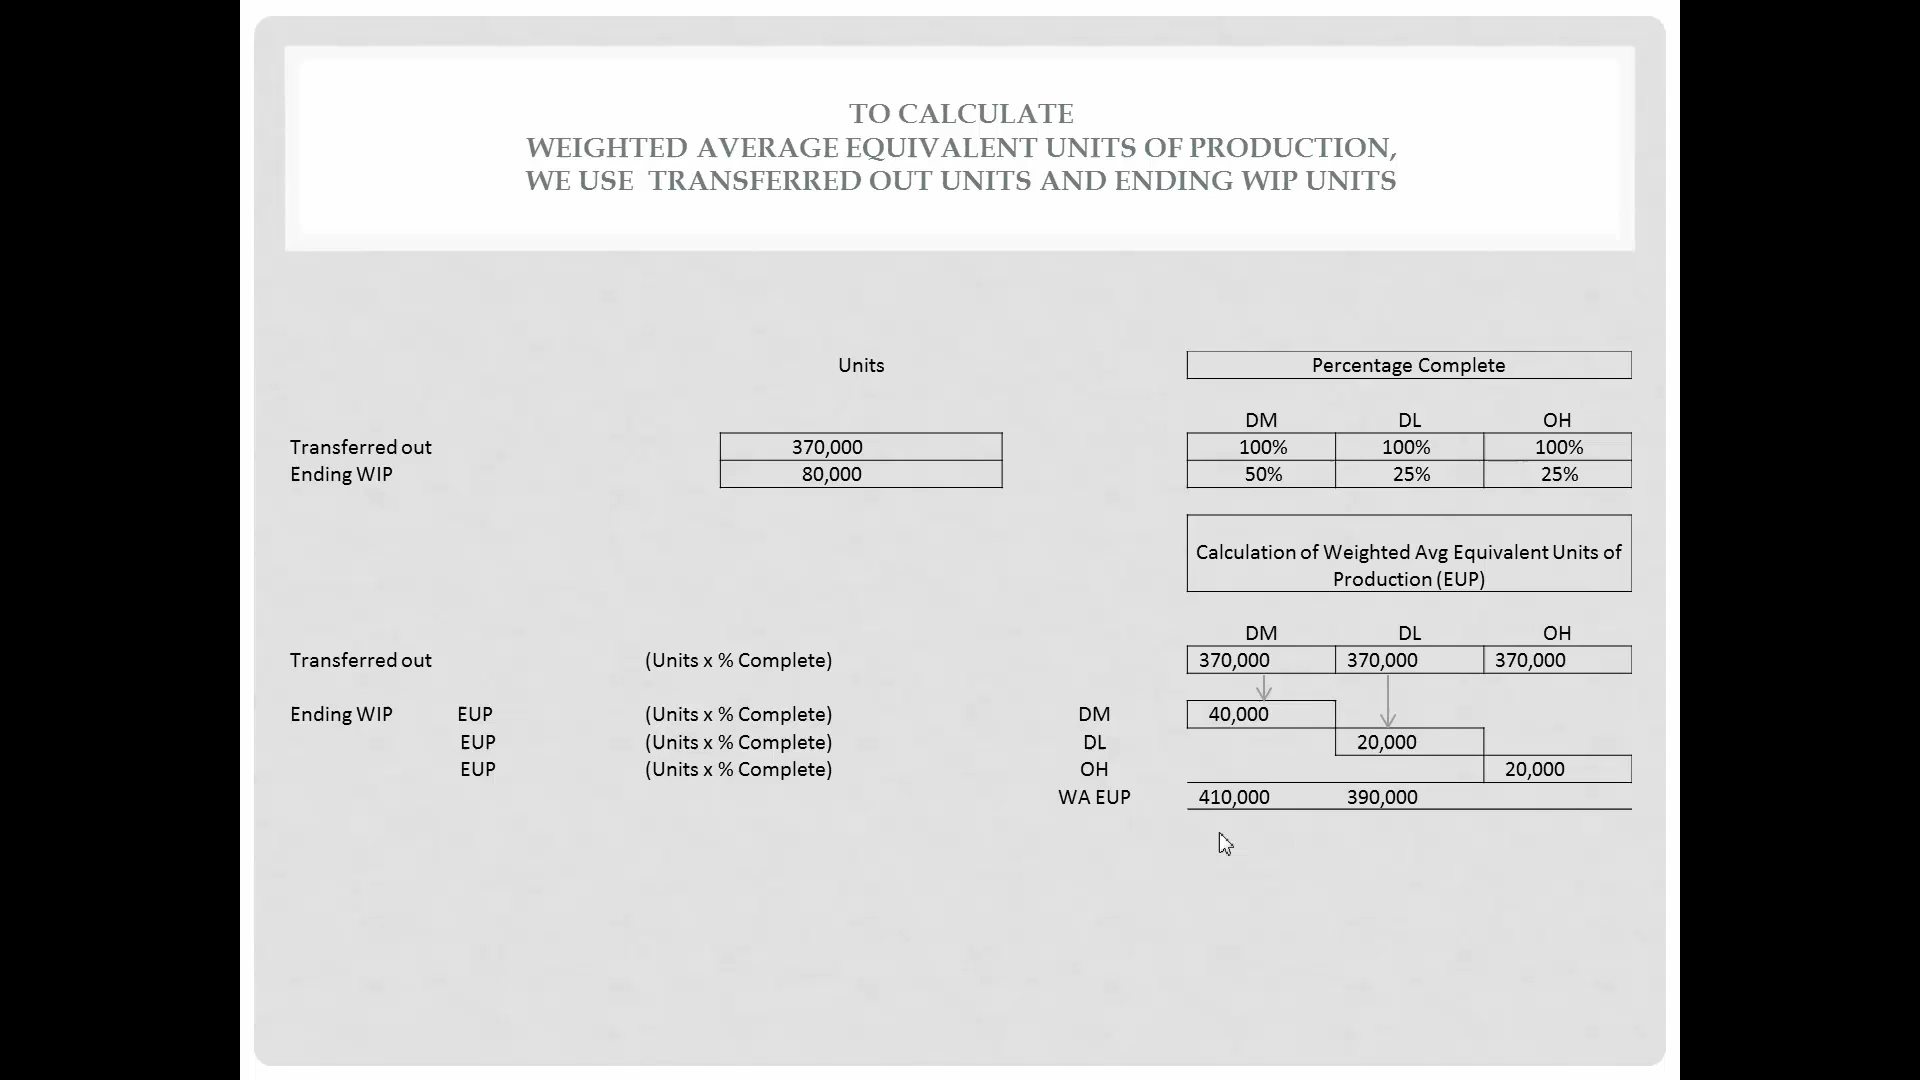 TO CALCULATE
WEIGHTED AVERAGE EQUIVALENT UNITS OF PRODUCTION,
WE USE TRANSFERRED OUT UNITS AND ENDING WIP UNITS
Units Percentage Complete
DM DL OH
Transferred out 370,000 100% 100% 100%
Ending WIP 80,000 50% 25% 25%
Calculation of Weighted Avg Equivalent Units of
Production (EUP)
DM DL OH
Transferred out (Units x % Complete) 370,000 370,000 370,000
Ending WIP EUP (Units x % Complete) DM 40,000
EUP (Units x % Complete) DL 20,000
EUP (Units x % Complete) OH 20,000
WA EUP 410,000 390,000